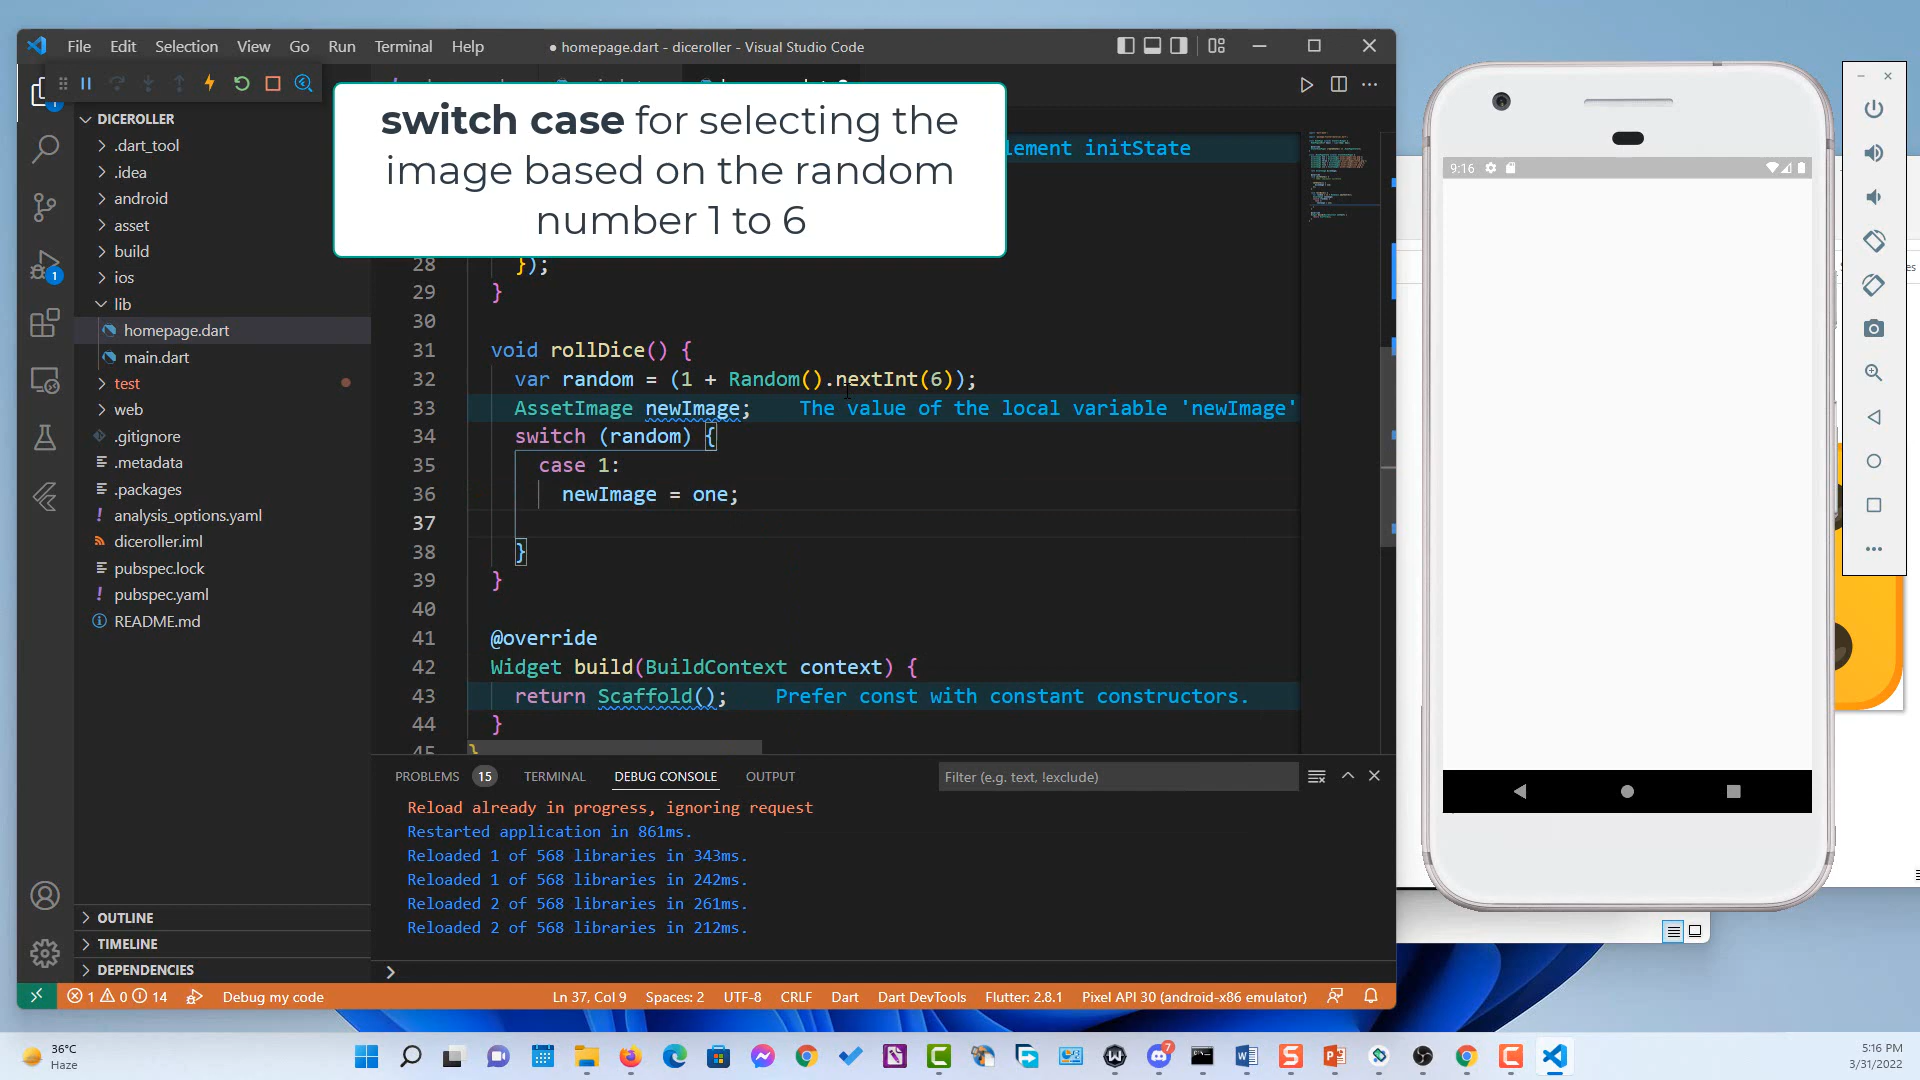 File Edit Selection View Go Run Terminal Help
● homepage.dart - diceroller - Visual Studio Code
switch case for selecting the
image based on the random
number 1 to 6
DICEROLLER
.dart_tool
.idea
android
asset
build
ios
lib
homepage.dart
main.dart
test
web
.gitignore
.metadata
.packages
analysis_options.yaml
diceroller.iml
pubspec.lock
pubspec.yaml
README.md
OUTLINE
TIMELINE
DEPENDENCIES
1
1
initState
28 });
29 }
30
31 void rollDice() {
32 var random = (1 + Random().nextInt(6));
33 AssetImage newImage; The value of the local variable 'newImage'
34 switch (random) {
35 case 1:
36 newImage = one;
37
38 }
39 }
40
41 @override
42 Widget build(BuildContext context) {
43 return Scaffold(); Prefer const with constant constructors.
44 }
45 }
PROBLEMS 15 TERMINAL DEBUG CONSOLE OUTPUT
Filter (e.g. text, !exclude)
Reload already in progress, ignoring request
Restarted application in 861ms.
Reloaded 1 of 568 libraries in 343ms.
Reloaded 1 of 568 libraries in 242ms.
Reloaded 2 of 568 libraries in 261ms.
Reloaded 2 of 568 libraries in 212ms.
1 0 14 Debug my code
Ln 37, Col 9 Spaces: 2 UTF-8 CRLF Dart Dart DevTools Flutter: 2.8.1 Pixel API 30 (android-x86 emulator)
9:16
36°C
Haze
7
5:16 PM
3/31/2022